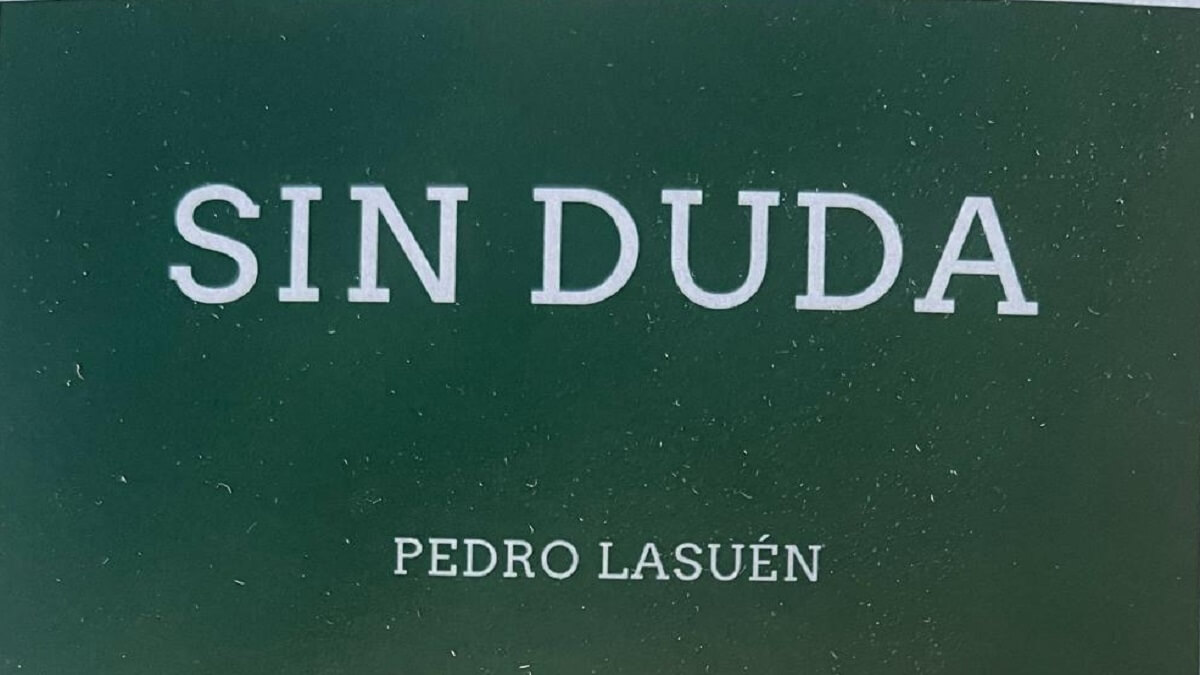 SIN DUDA
PEDRO LASUÉN